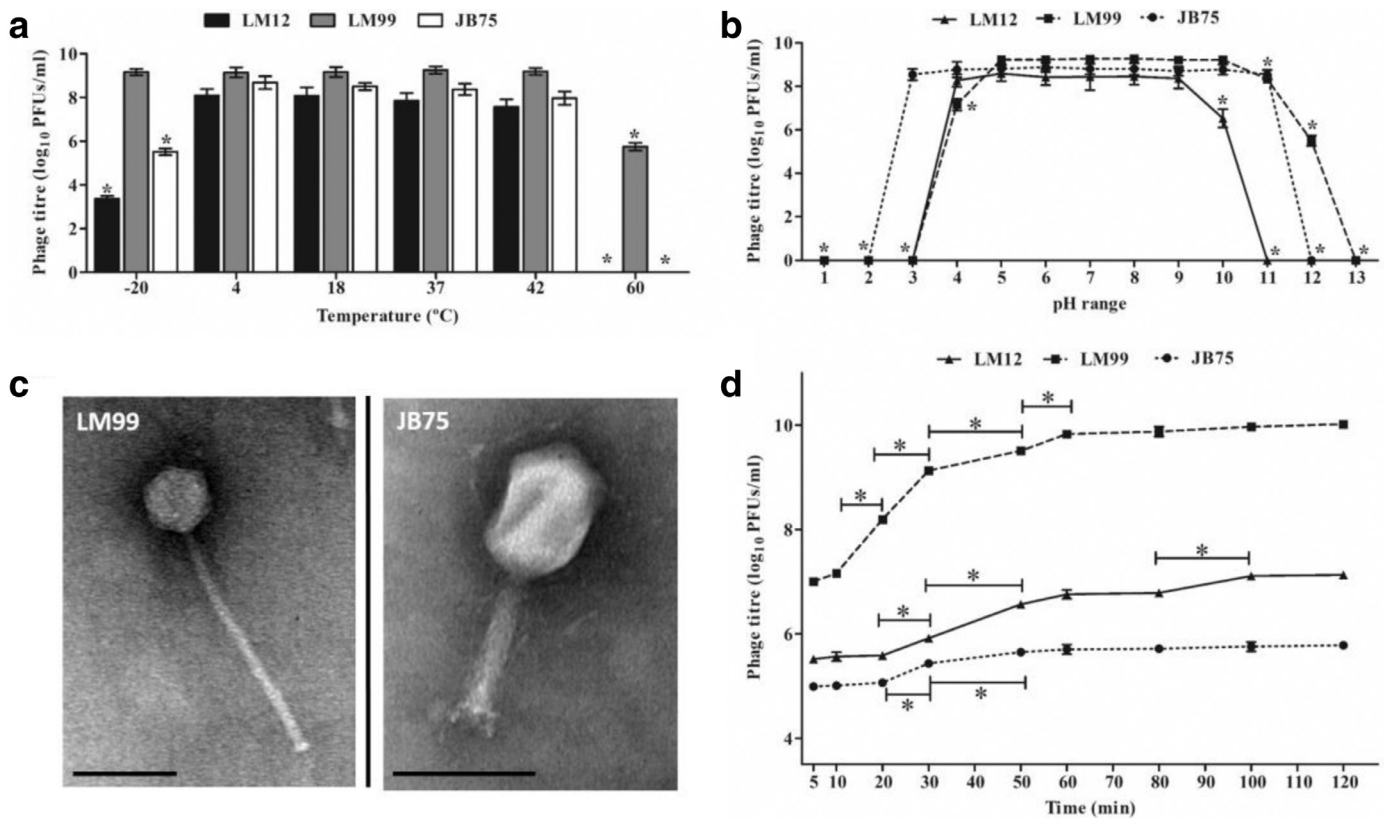 a
LM12 LM99 JB75
Phage titre (log10 PFUs/ml)
10
8
6
4
2
0
* * * * *
-20 4 18 37 42 60
Temperature (ºC)
b
LM12 LM99 JB75
Phage titre (log10 PFUs/ml)
10
8
6
4
2
0
* * * * * * * * * * *
1 2 3 4 5 6 7 8 9 10 11 12 13
pH range
c
LM99
JB75
d
LM12 LM99 JB75
Phage titre (log10 PFUs/ml)
10
8
6
4
* * * * * * * * *
5 10 20 30 40 50 60 70 80 90 100 110 120
Time (min)